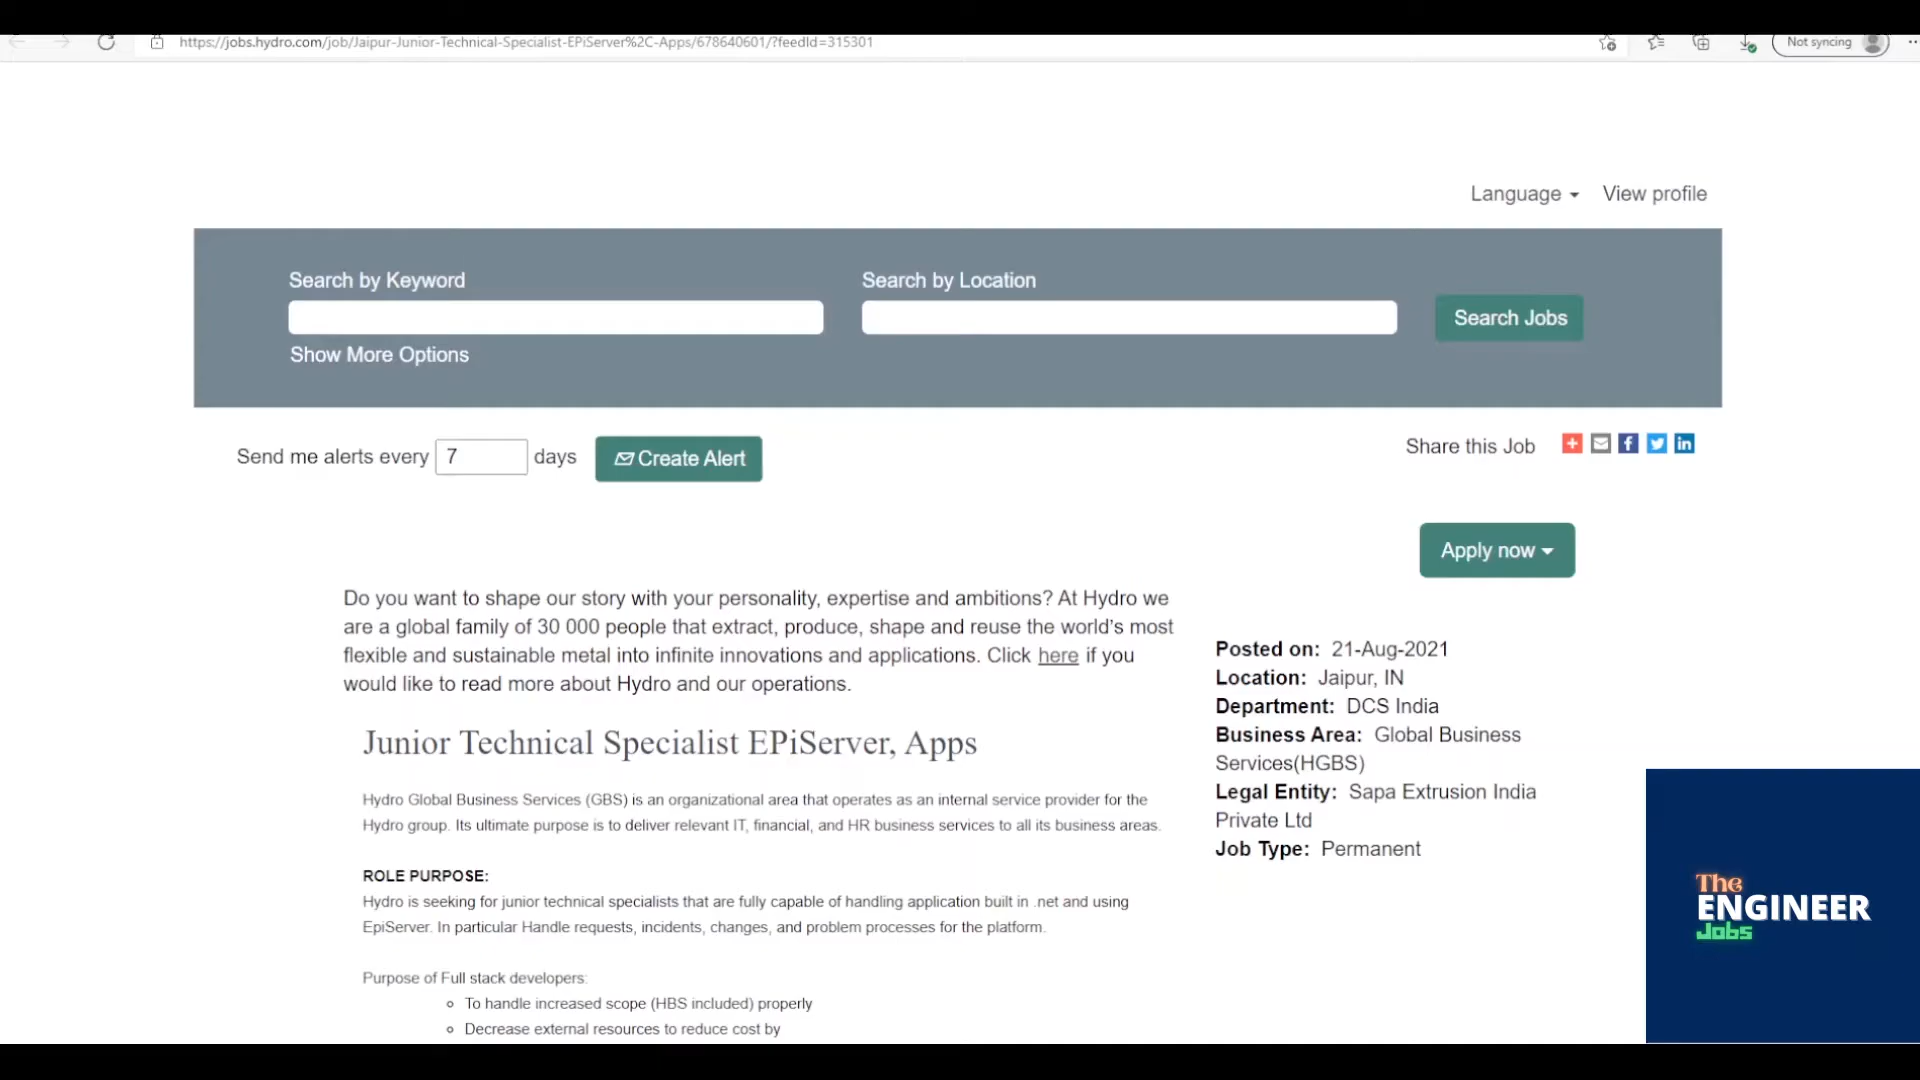 https://jobs.hydro.com/job/Jaipur-Junior-Technical-Specialist-EPiServer%2C-Apps/678640601/?feedId=315301
Not syncing
Language
View profile
Search by Keyword
Search by Location
Search Jobs
Show More Options
Send me alerts every 7 days
Create Alert
Share this Job
Apply now
Do you want to shape our story with your personality, expertise and ambitions? At Hydro we
are a global family of 30 000 people that extract, produce, shape and reuse the world's most
flexible and sustainable metal into infinite innovations and applications. Click here if you
would like to read more about Hydro and our operations.
Posted on: 21-Aug-2021
Location: Jaipur, IN
Department: DCS India
Business Area: Global Business
Services(HGBS)
Legal Entity: Sapa Extrusion India
Private Ltd
Job Type: Permanent
Junior Technical Specialist EPiServer, Apps
Hydro Global Business Services (GBS) is an organizational area that operates as an internal service provider for the
Hydro group. Its ultimate purpose is to deliver relevant IT, financial, and HR business services to all its business areas.
ROLE PURPOSE:
Hydro is seeking for junior technical specialists that are fully capable of handling application built in .net and using
EpiServer. In particular Handle requests, incidents, changes, and problem processes for the platform.
Purpose of Full stack developers:
To handle increased scope (HBS included) properly
Decrease external resources to reduce cost by
The
ENGINEER
Jobs